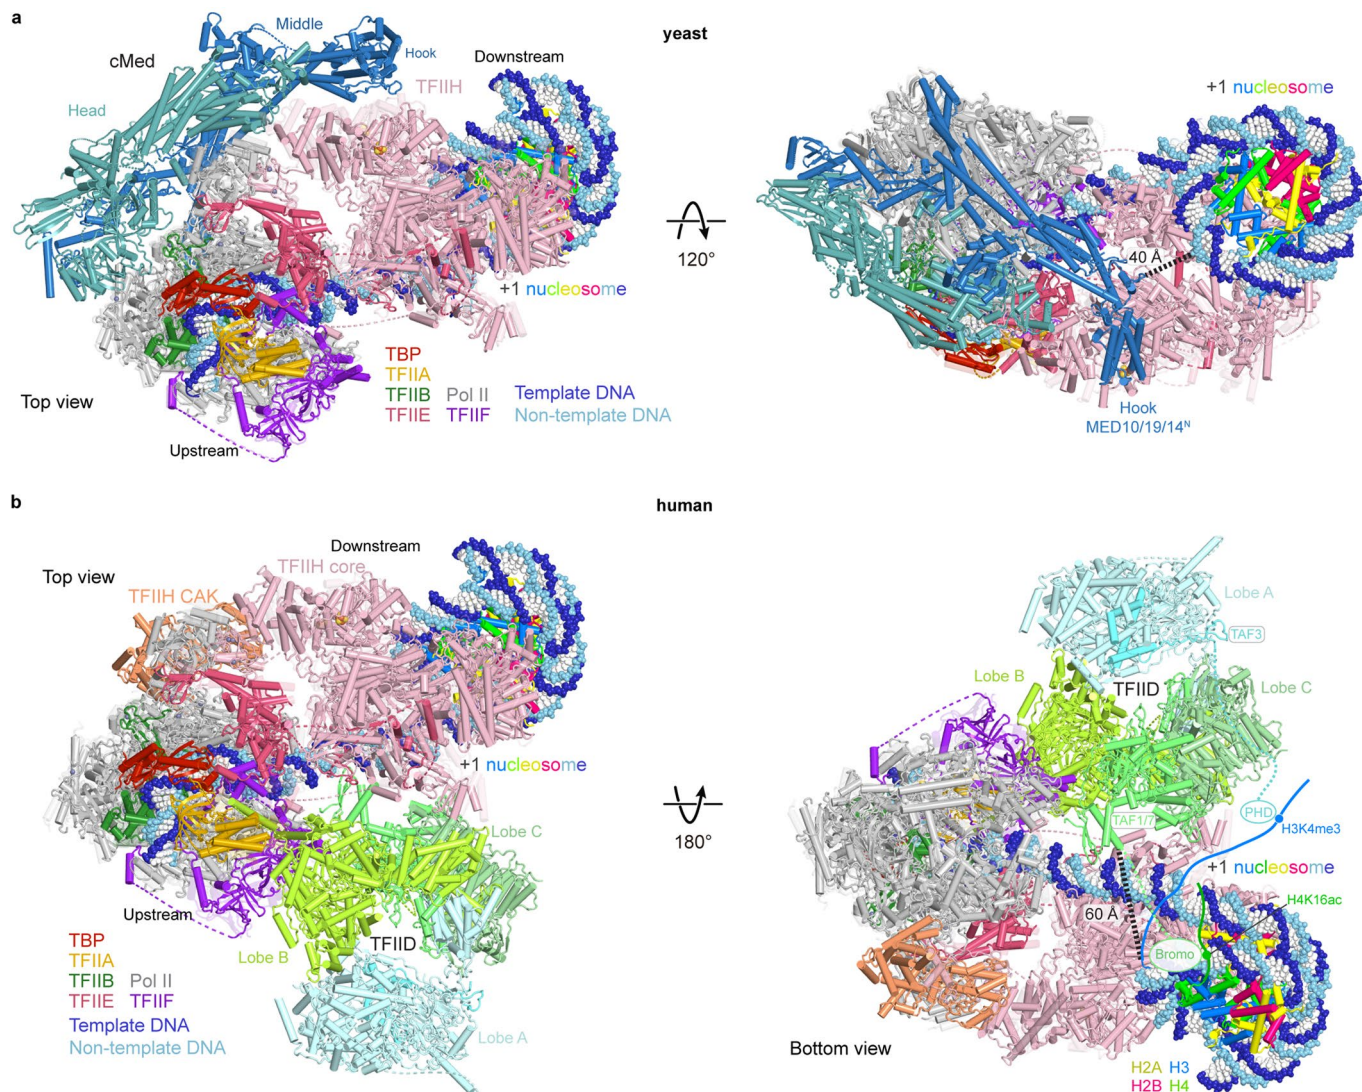 a
yeast
Middle
cMed
Hook
Downstream
TFIIH
Head
+1 nucleosome
120°
40 Å
+1 nucleosome
TBP
TFIIA
TFIIB Pol II Template DNA
TFIIE TFIIF Non-template DNA
Top view
Upstream
Hook
MED10/19/14ᴺ
b
human
Downstream
Top view
TFIIH core
TFIIH CAK
Lobe A
TAF3
Lobe B
TFIID
Lobe C
+1 nucleosome
180°
TAF1/7
PHD
H3K4me3
+1 nucleosome
H4K16ac
60 Å
Bromo
Lobe C
Upstream
TFIID
Lobe B
TBP
TFIIA
TFIIB Pol II
TFIIE TFIIF
Template DNA
Non-template DNA
Lobe A
Bottom view
H2A H3
H2B H4